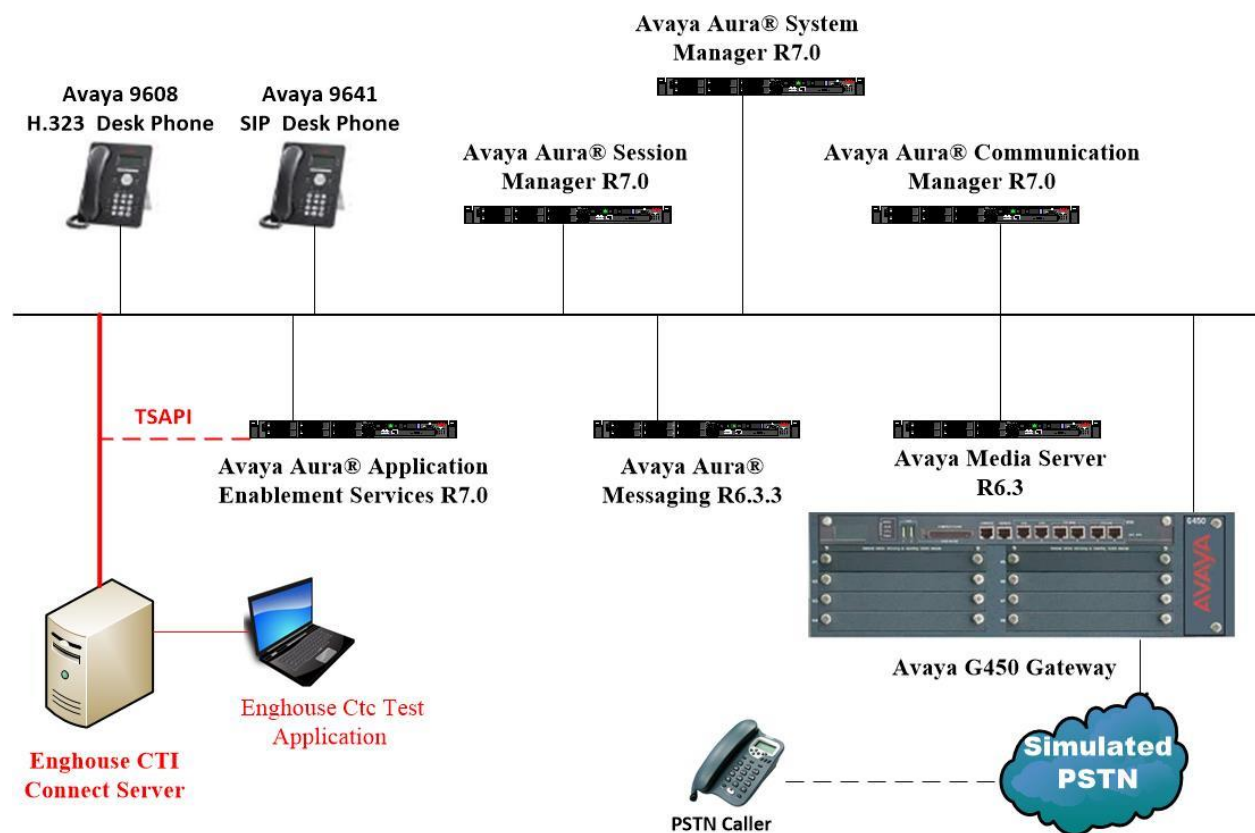 Avaya Aura® System
Manager R7.0
Avaya 9608
H.323 Desk Phone
Avaya 9641
SIP Desk Phone
Avaya Aura® Session
Manager R7.0
Avaya Aura® Communication
Manager R7.0
TSAPI
Avaya Aura® Application
Enablement Services R7.0
Avaya Aura®
Messaging R6.3.3
Avaya Media Server
R6.3
G450
AVAYA
Avaya G450 Gateway
Enghouse Ctc Test
Application
Enghouse CTI
Connect Server
Simulated
PSTN
PSTN Caller